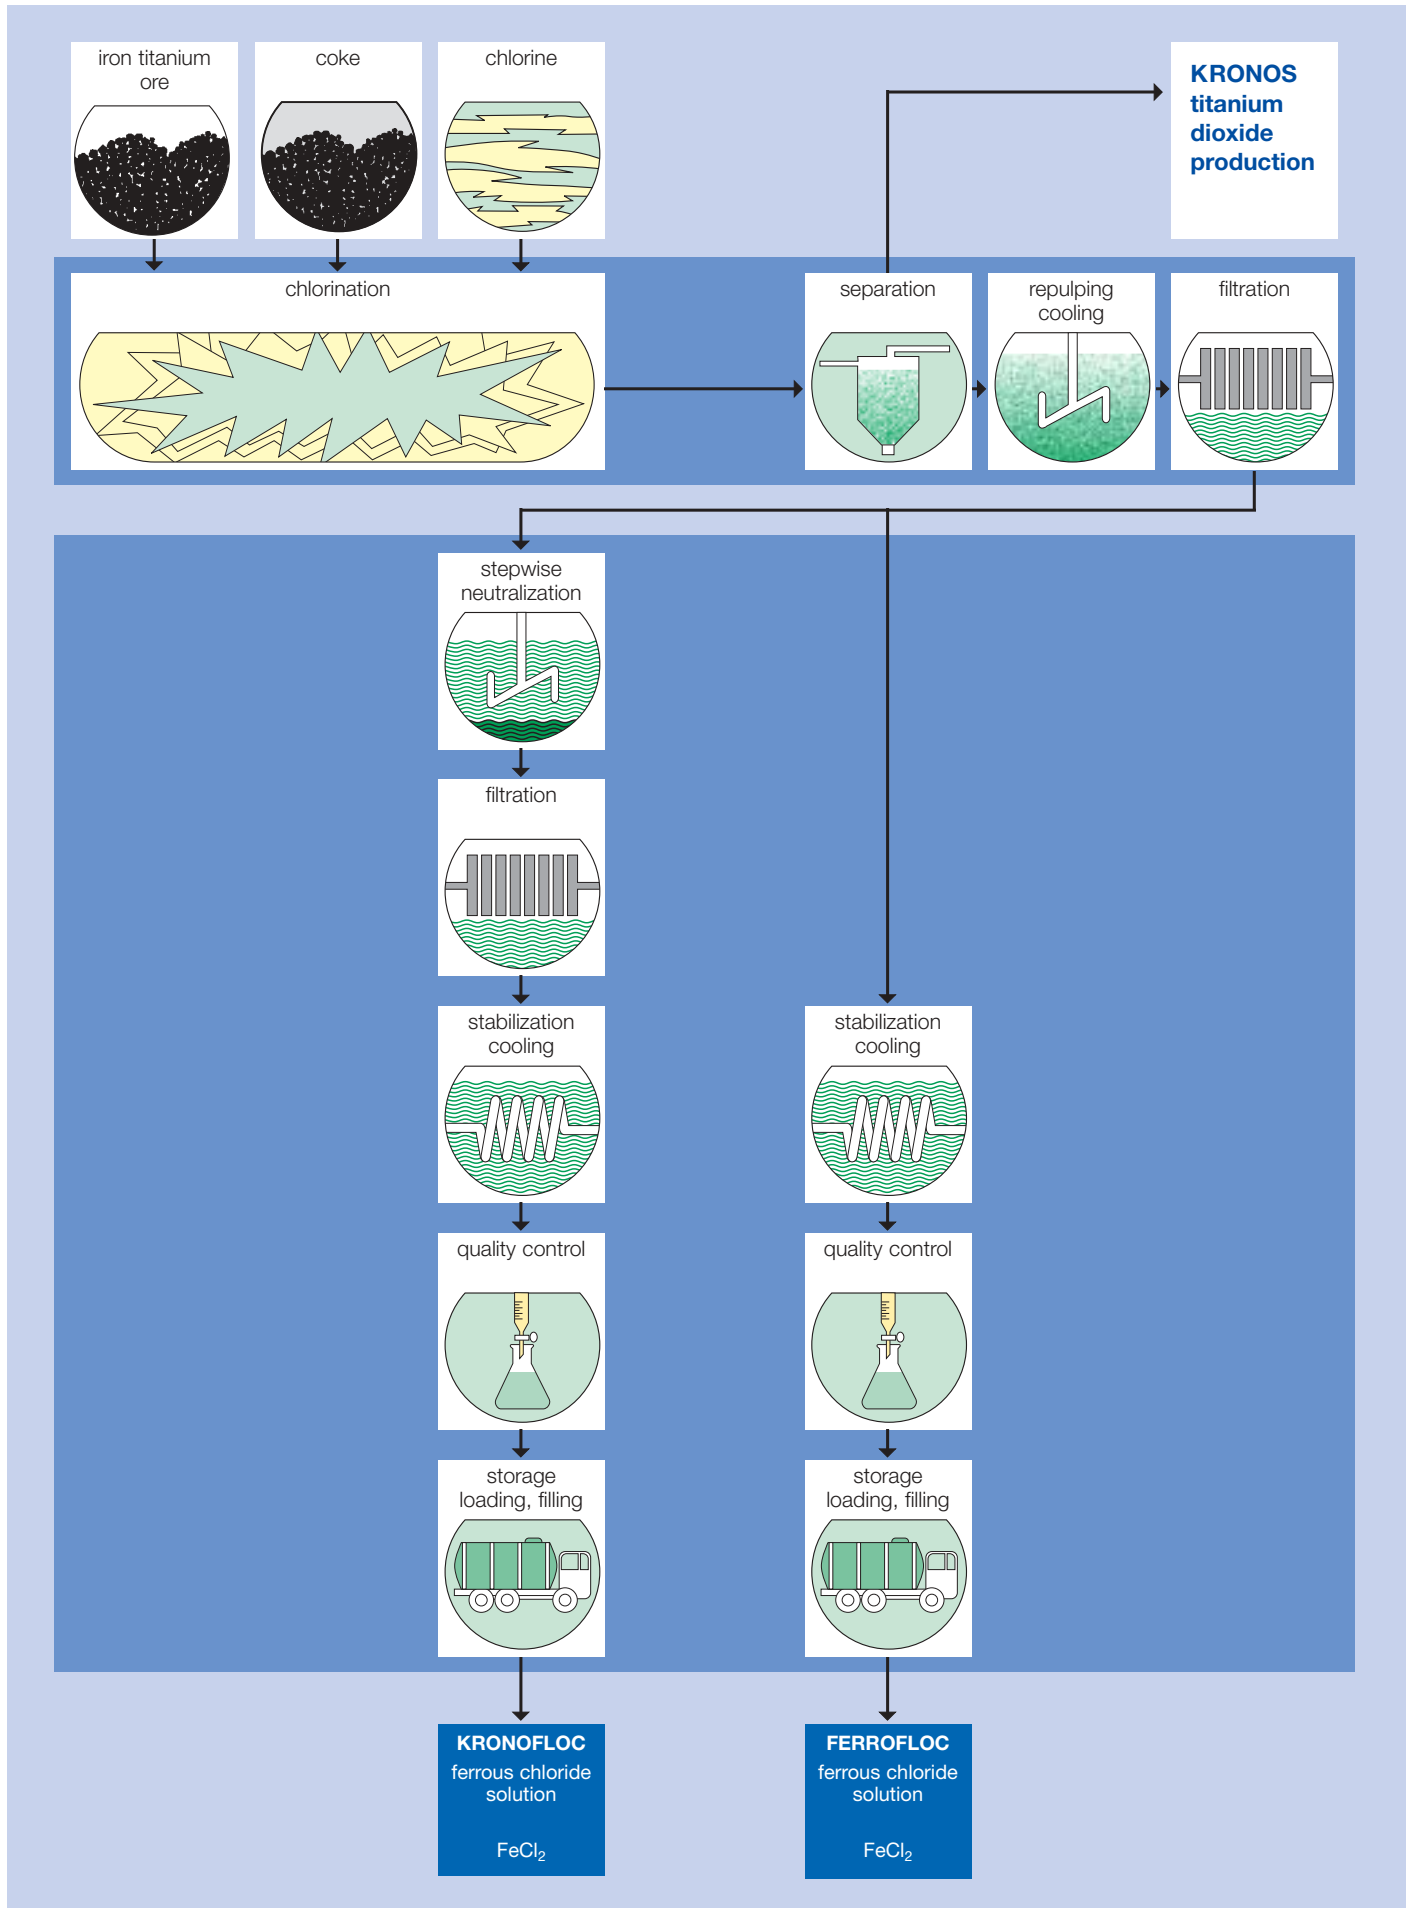 iron titanium
ore
coke
chlorine
KRONOS
titanium
dioxide
production
chlorination
separation
repulping
cooling
filtration
stepwise
neutralization
filtration
stabilization
cooling
stabilization
cooling
quality control
quality control
storage
loading, filling
storage
loading, filling
KRONOFLOC
ferrous chloride
solution
FeCl₂
FERROFLOC
ferrous chloride
solution
FeCl₂